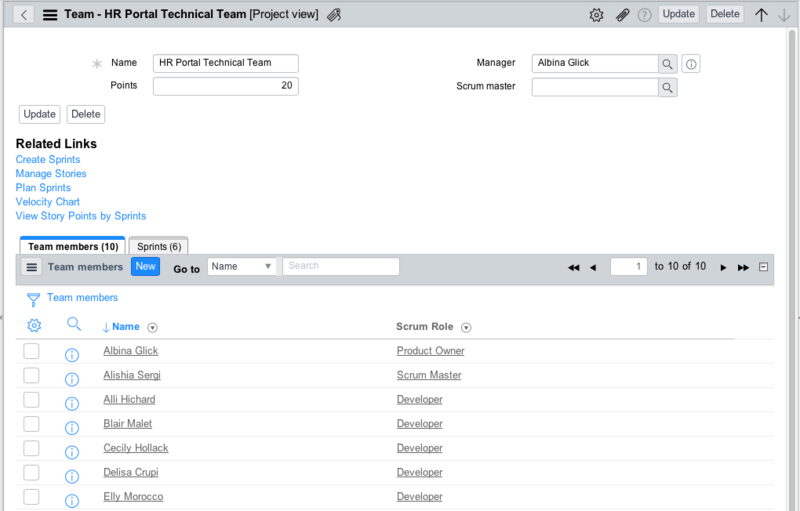 Team - HR Portal Technical Team [Project view]
? Update Delete
Name HR Portal Technical Team
Manager Albina Glick
Points 20
Scrum master
Update Delete
Related Links
Create Sprints
Manage Stories
Plan Sprints
Velocity Chart
View Story Points by Sprints
Team members (10) Sprints (6)
Team members New Go to Name Search 1 to 10 of 10
Team members
Name Scrum Role
Albina Glick Product Owner
Alishia Sergi Scrum Master
Alli Hichard Developer
Blair Malet Developer
Cecily Hollack Developer
Delisa Crupi Developer
Elly Morocco Developer